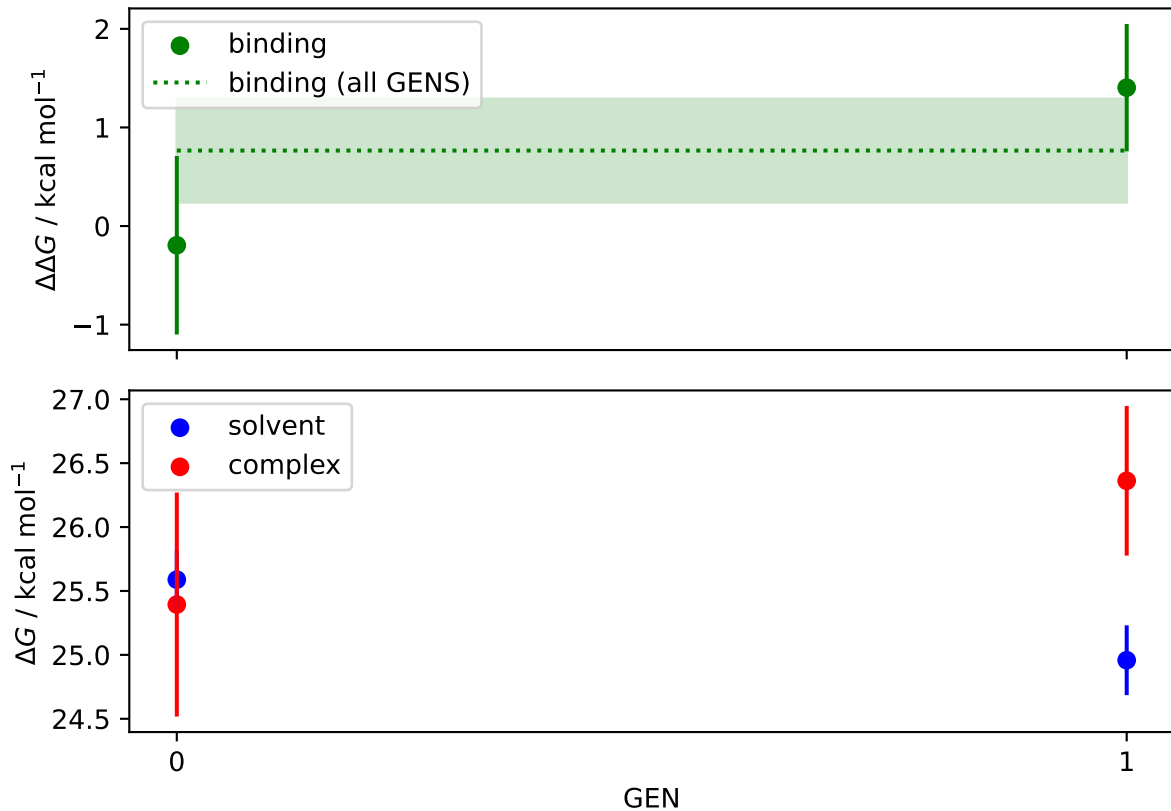 2
1
0
−1
ΔΔG / kcal mol⁻¹
binding
binding (all GENS)
27.0
26.5
26.0
25.5
25.0
24.5
ΔG / kcal mol⁻¹
solvent
complex
0
1
GEN